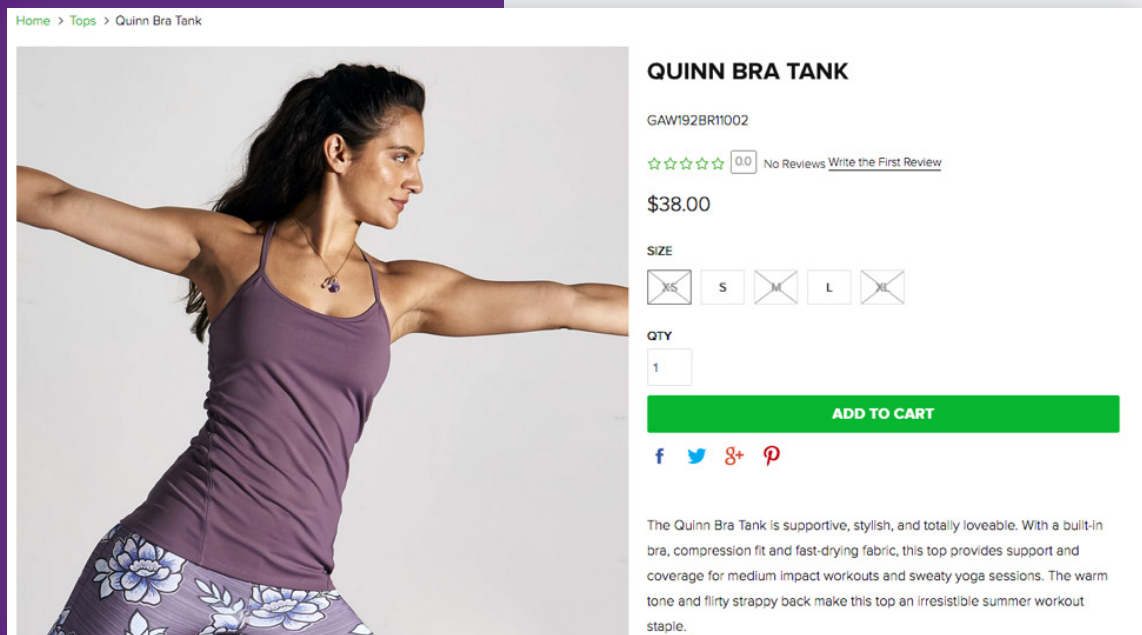 Home > Tops > Quinn Bra Tank
QUINN BRA TANK
GAW192BR11002
0.0 No Reviews Write the First Review
$38.00
SIZE
XS S M L XL
QTY
1
ADD TO CART
f 8+
The Quinn Bra Tank is supportive, stylish, and totally loveable. With a built-in
bra, compression fit and fast-drying fabric, this top provides support and
coverage for medium impact workouts and sweaty yoga sessions. The warm
tone and flirty strappy back make this top an irresistible summer workout
staple.